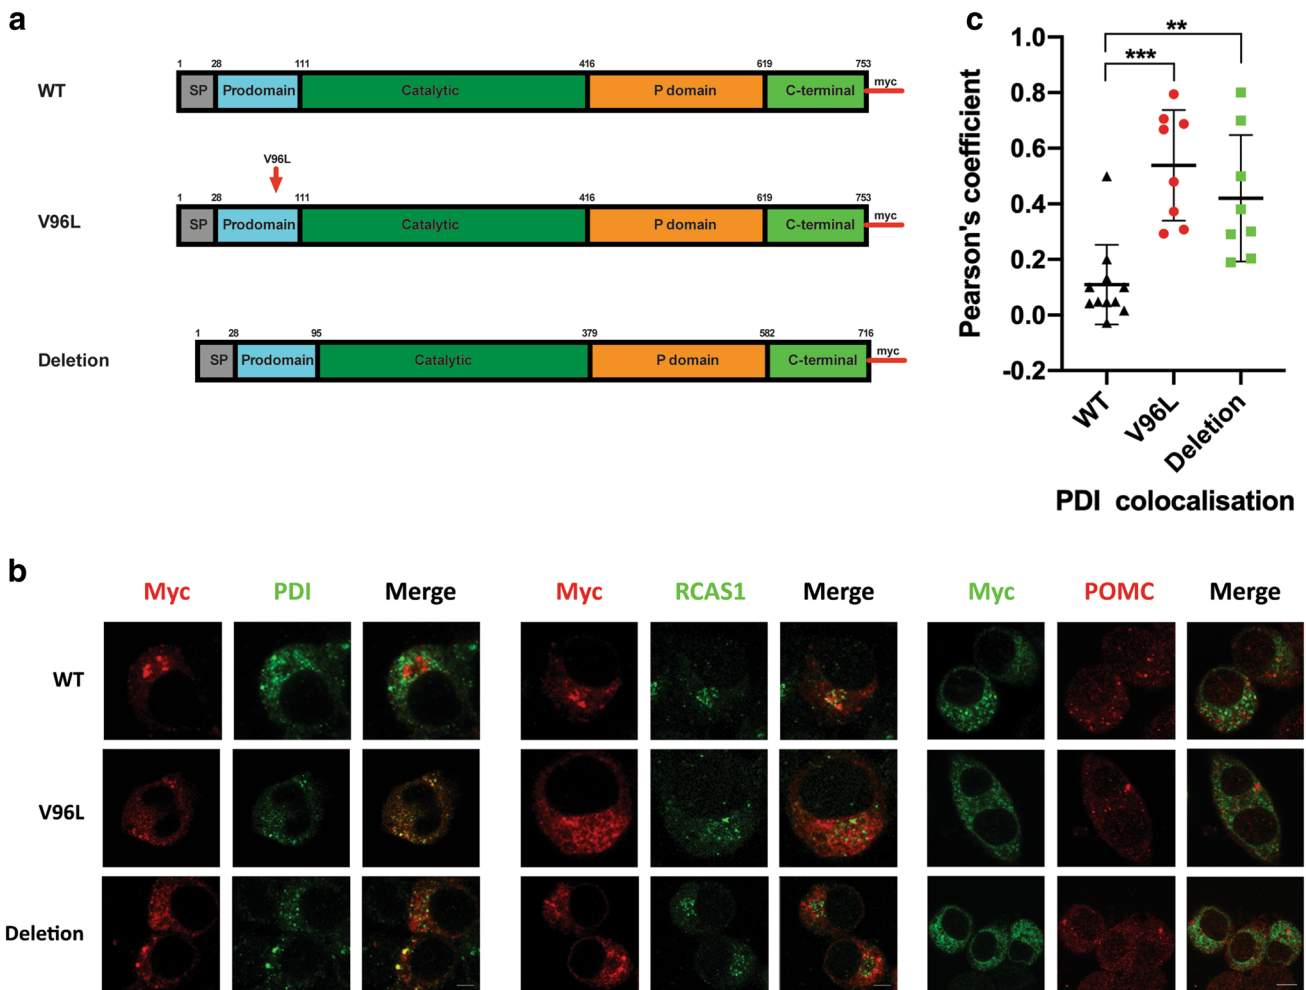 a
1 28 111 416 619 753
WT SP Prodomain Catalytic P domain C-terminal myc
V96L
1 28 111 416 619 753
V96L SP Prodomain Catalytic P domain C-terminal myc
1 28 95 379 582 716
Deletion SP Prodomain Catalytic P domain C-terminal myc
c
Pearson's coefficient
1.0
0.8
0.6
0.4
0.2
0.0
-0.2
**
***
WT V96L Deletion
PDI colocalisation
b
Myc PDI Merge Myc RCAS1 Merge Myc POMC Merge
WT
V96L
Deletion